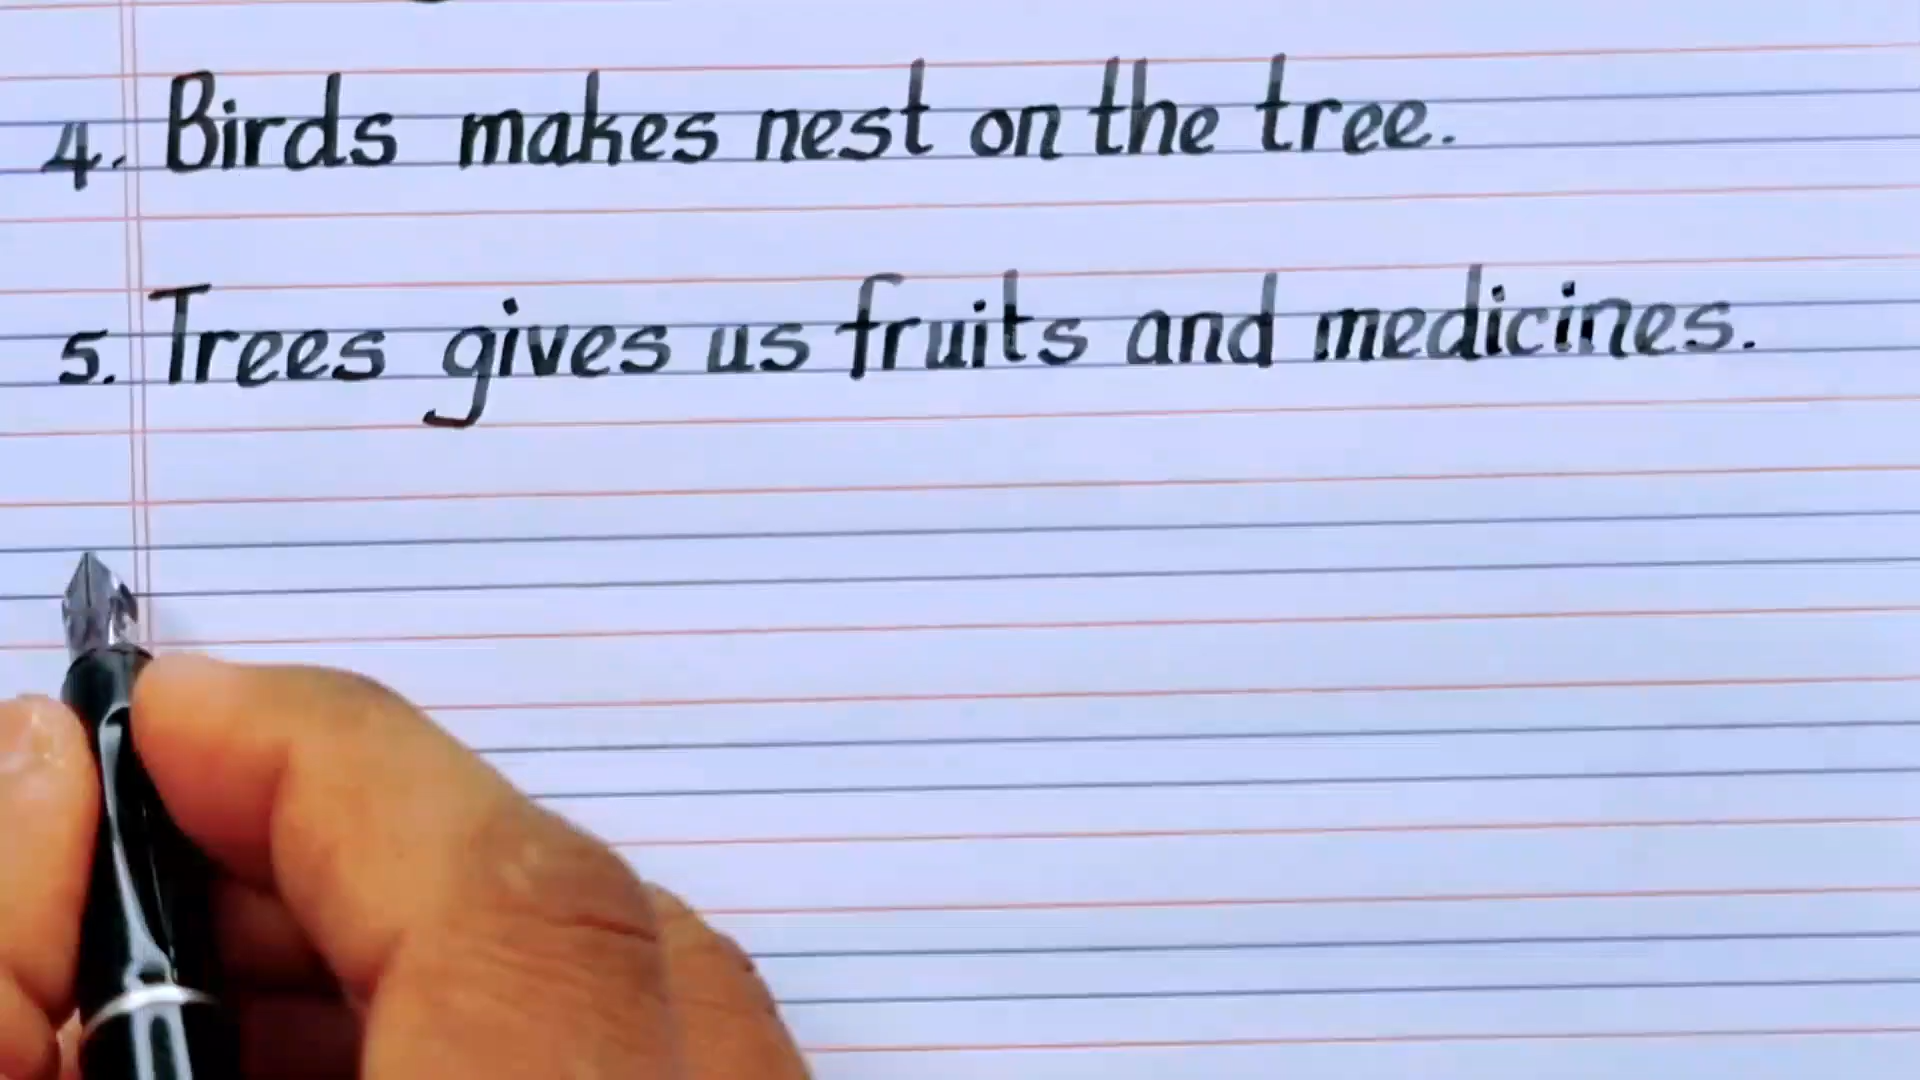 4. Birds makes nest on the tree.
5. Trees gives us fruits and medicines.